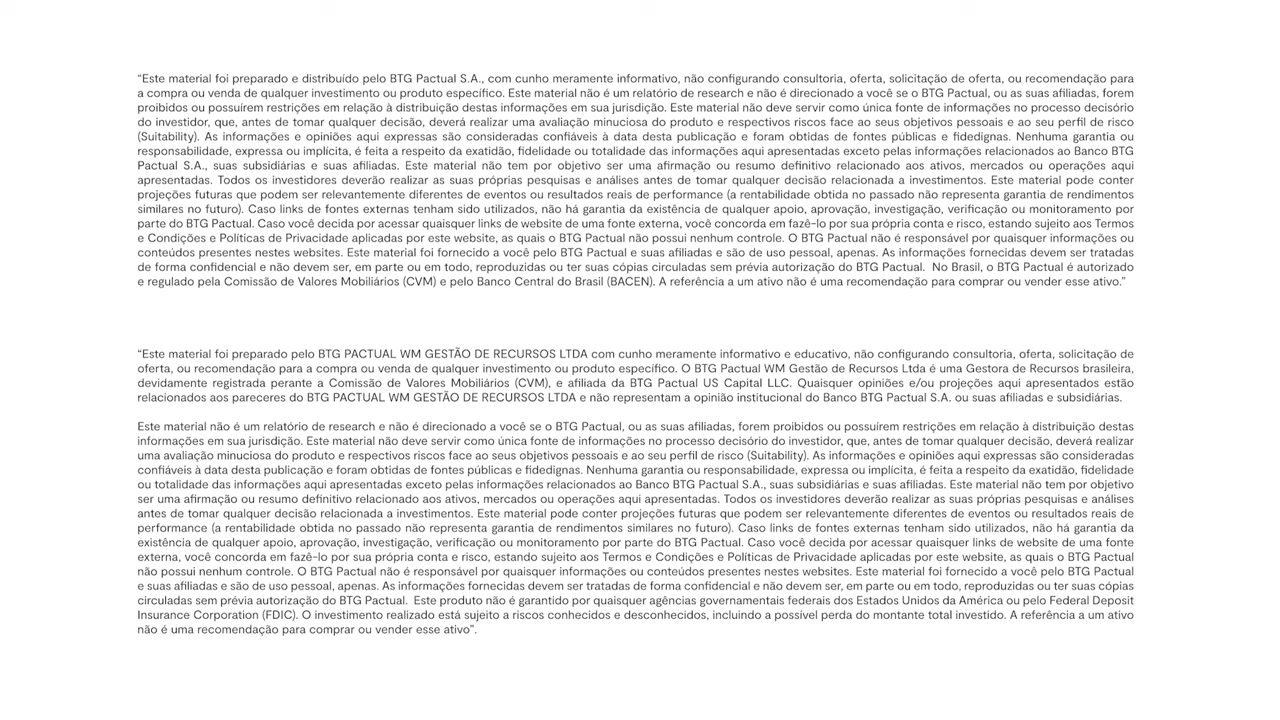 “Este material foi preparado e distribuído pelo BTG Pactual S.A., com cunho meramente informativo, não configurando consultoria, oferta, solicitação de oferta, ou recomendação para
a compra ou venda de qualquer investimento ou produto específico. Este material não é um relatório de research e não é direcionado a você se o BTG Pactual, ou as suas afiliadas, forem
proibidos ou possuírem restrições em relação à distribuição destas informações em sua jurisdição. Este material não deve servir como única fonte de informações no processo decisório
do investidor, que, antes de tomar qualquer decisão, deverá realizar uma avaliação minuciosa do produto e respectivos riscos face ao seus objetivos pessoais e ao seu perfil de risco
(Suitability). As informações e opiniões aqui expressas são consideradas confiáveis à data desta publicação e foram obtidas de fontes públicas e fidedignas. Nenhuma garantia ou
responsabilidade, expressa ou implícita, é feita a respeito da exatidão, fidelidade ou totalidade das informações aqui apresentadas exceto pelas informações relacionados ao Banco BTG
Pactual S.A., suas subsidiárias e suas afiliadas. Este material não tem por objetivo ser uma afirmação ou resumo definitivo relacionado aos ativos, mercados ou operações aqui
apresentadas. Todos os investidores deverão realizar as suas próprias pesquisas e análises antes de tomar qualquer decisão relacionada a investimentos. Este material pode conter
projeções futuras que podem ser relevantemente diferentes de eventos ou resultados reais de performance (a rentabilidade obtida no passado não representa garantia de rendimentos
similares no futuro). Caso links de fontes externas tenham sido utilizados, não há garantia da existência de qualquer apoio, aprovação, investigação, verificação ou monitoramento por
parte do BTG Pactual. Caso você decida por acessar quaisquer links de website de uma fonte externa, você concorda em fazê-lo por sua própria conta e risco, estando sujeito aos Termos
e Condições e Políticas de Privacidade aplicadas por este website, as quais o BTG Pactual não possui nenhum controle. O BTG Pactual não é responsável por quaisquer informações ou
conteúdos presentes nestes websites. Este material foi fornecido a você pelo BTG Pactual e suas afiliadas e são de uso pessoal, apenas. As informações fornecidas devem ser tratadas
de forma confidencial e não devem ser, em parte ou em todo, reproduzidas ou ter suas cópias circuladas sem prévia autorização do BTG Pactual.  No Brasil, o BTG Pactual é autorizado
e regulado pela Comissão de Valores Mobiliários (CVM) e pelo Banco Central do Brasil (BACEN). A referência a um ativo não é uma recomendação para comprar ou vender esse ativo.”
“Este material foi preparado pelo BTG PACTUAL WM GESTÃO DE RECURSOS LTDA com cunho meramente informativo e educativo, não configurando consultoria, oferta, solicitação de
oferta, ou recomendação para a compra ou venda de qualquer investimento ou produto específico. O BTG Pactual WM Gestão de Recursos Ltda é uma Gestora de Recursos brasileira,
devidamente registrada perante a Comissão de Valores Mobiliários (CVM), e afiliada da BTG Pactual US Capital LLC. Quaisquer opiniões e/ou projeções aqui apresentados estão
relacionados aos pareceres do BTG PACTUAL WM GESTÃO DE RECURSOS LTDA e não representam a opinião institucional do Banco BTG Pactual S.A. ou suas afiliadas e subsidiárias.
Este material não é um relatório de research e não é direcionado a você se o BTG Pactual, ou as suas afiliadas, forem proibidos ou possuírem restrições em relação à distribuição destas
informações em sua jurisdição. Este material não deve servir como única fonte de informações no processo decisório do investidor, que, antes de tomar qualquer decisão, deverá realizar
uma avaliação minuciosa do produto e respectivos riscos face ao seus objetivos pessoais e ao seu perfil de risco (Suitability). As informações e opiniões aqui expressas são consideradas
confiáveis à data desta publicação e foram obtidas de fontes públicas e fidedignas. Nenhuma garantia ou responsabilidade, expressa ou implícita, é feita a respeito da exatidão, fidelidade
ou totalidade das informações aqui apresentadas exceto pelas informações relacionados ao Banco BTG Pactual S.A., suas subsidiárias e suas afiliadas. Este material não tem por objetivo
ser uma afirmação ou resumo definitivo relacionado aos ativos, mercados ou operações aqui apresentadas. Todos os investidores deverão realizar as suas próprias pesquisas e análises
antes de tomar qualquer decisão relacionada a investimentos. Este material pode conter projeções futuras que podem ser relevantemente diferentes de eventos ou resultados reais de
performance (a rentabilidade obtida no passado não representa garantia de rendimentos similares no futuro). Caso links de fontes externas tenham sido utilizados, não há garantia da
existência de qualquer apoio, aprovação, investigação, verificação ou monitoramento por parte do BTG Pactual. Caso você decida por acessar quaisquer links de website de uma fonte
externa, você concorda em fazê-lo por sua própria conta e risco, estando sujeito aos Termos e Condições e Políticas de Privacidade aplicadas por este website, as quais o BTG Pactual
não possui nenhum controle. O BTG Pactual não é responsável por quaisquer informações ou conteúdos presentes nestes websites. Este material foi fornecido a você pelo BTG Pactual
e suas afiliadas e são de uso pessoal, apenas. As informações fornecidas devem ser tratadas de forma confidencial e não devem ser, em parte ou em todo, reproduzidas ou ter suas cópias
circuladas sem prévia autorização do BTG Pactual.  Este produto não é garantido por quaisquer agências governamentais federais dos Estados Unidos da América ou pelo Federal Deposit
Insurance Corporation (FDIC). O investimento realizado está sujeito a riscos conhecidos e desconhecidos, incluindo a possível perda do montante total investido. A referência a um ativo
não é uma recomendação para comprar ou vender esse ativo”.